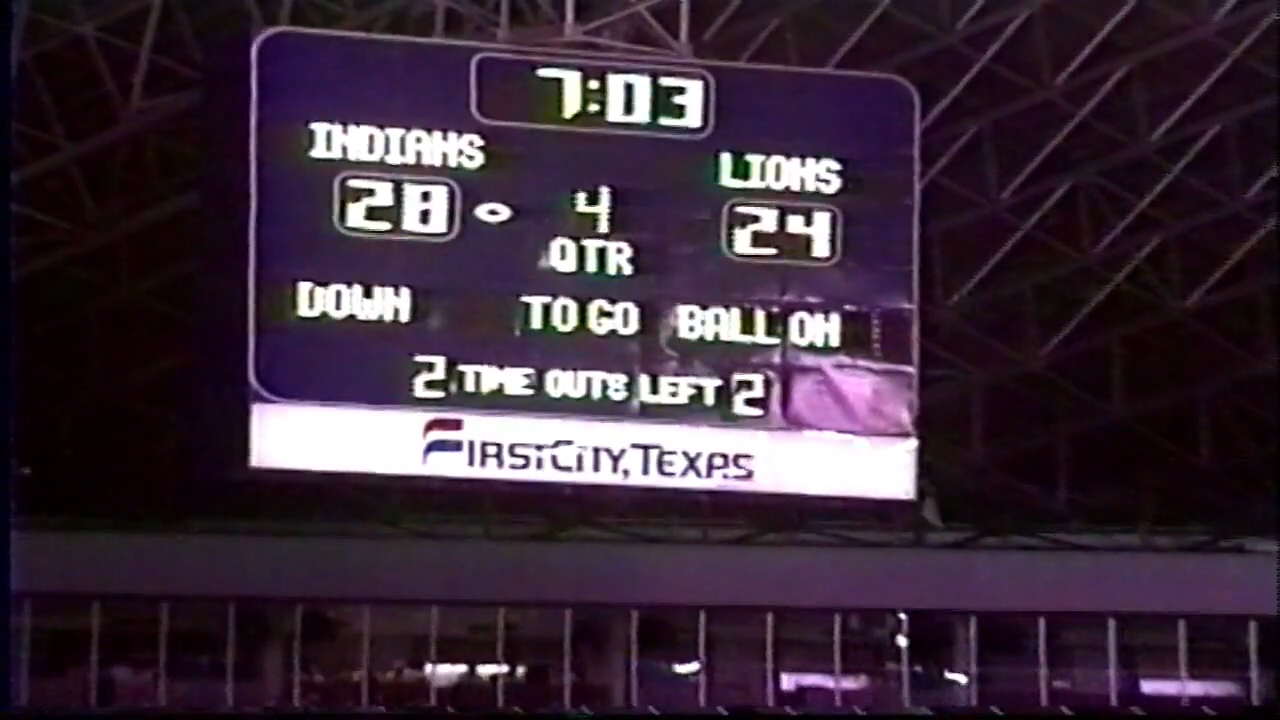 7:03
INDIANS LIONS
28 4 24
QTR
DOWN TO GO BALL ON
2 TIME OUTS LEFT 2
FIRSTCITY, TEXAS